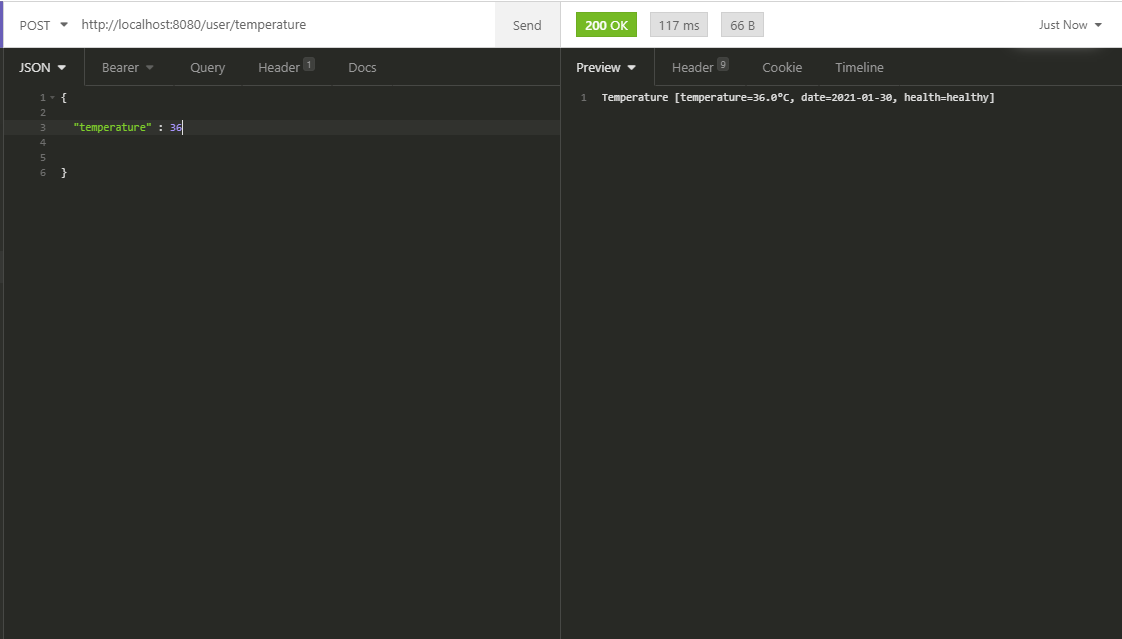 POST http://localhost:8080/user/temperature Send 200 OK 117 ms 66 B Just Now
JSON Bearer Query Header 1 Docs Preview Header 9 Cookie Timeline
1 {
2
3 "temperature" : 36
4
5
6 }
1 Temperature [temperature=36.0ºC, date=2021-01-30, health=healthy]